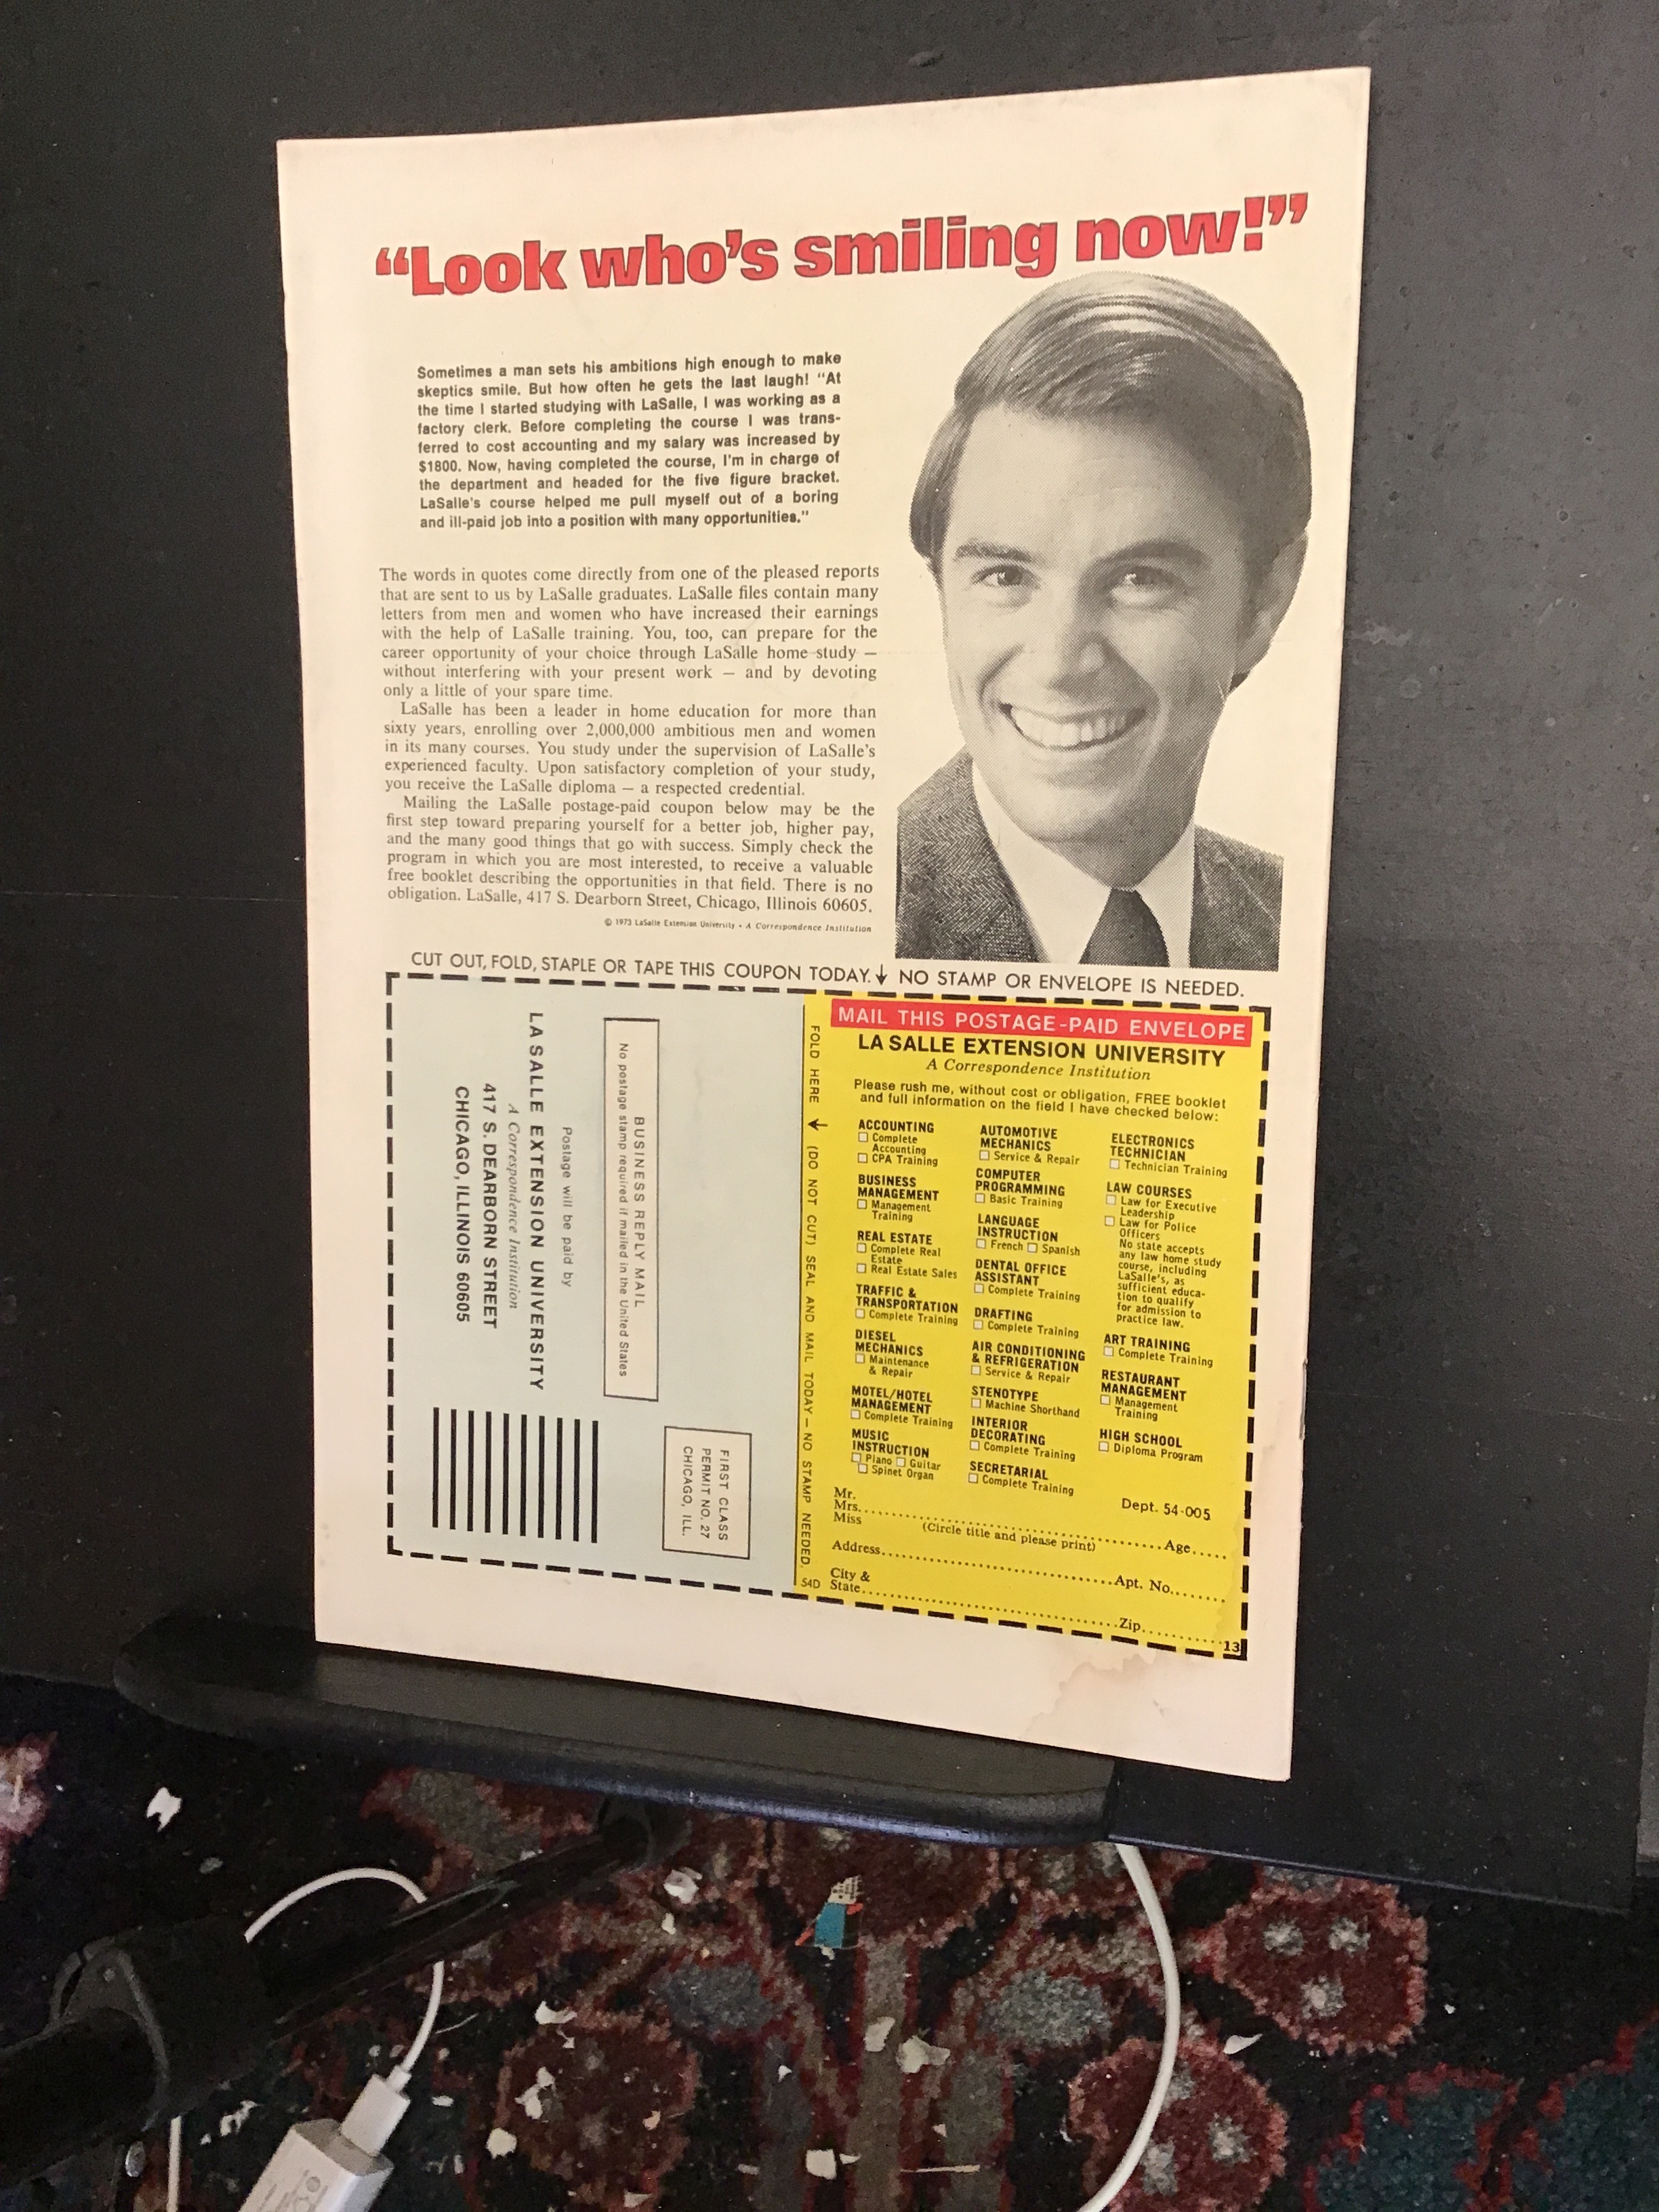 “Look who’s smiling now!”
Sometimes a man sets his ambitions high enough to make
skeptics smile. But how often he gets the last laugh! “At
the time I started studying with LaSalle, I was working as a
factory clerk. Before completing the course I was trans-
ferred to cost accounting and my salary was increased by
$1800. Now, having completed the course, I'm in charge of
the department and headed for the five figure bracket.
LaSalle's course helped me pull myself out of a boring
and ill-paid job into a position with many opportunities.”
The words in quotes come directly from one of the pleased reports
that are sent to us by LaSalle graduates. LaSalle files contain many
letters from men and women who have increased their earnings
with the help of LaSalle training. You, too, can prepare for the
career opportunity of your choice through LaSalle home study —
without interfering with your present work — and by devoting
only a little of your spare time.
LaSalle has been a leader in home education for more than
sixty years, enrolling over 2,000,000 ambitious men and women
in its many courses. You study under the supervision of LaSalle's
experienced faculty. Upon satisfactory completion of your study,
you receive the LaSalle diploma — a respected credential.
Mailing the LaSalle postage-paid coupon below may be the
first step toward preparing yourself for a better job, higher pay,
and the many good things that go with success. Simply check the
program in which you are most interested, to receive a valuable
free booklet describing the opportunities in that field. There is no
obligation. LaSalle, 417 S. Dearborn Street, Chicago, Illinois 60605.
© 1973 LaSalle Extension University • A Correspondence Institution
CUT OUT, FOLD, STAPLE OR TAPE THIS COUPON TODAY. ↓ NO STAMP OR ENVELOPE IS NEEDED.
FIRST CLASS
PERMIT NO. 27
CHICAGO, ILL.
BUSINESS REPLY MAIL
No postage stamp required if mailed in the United States
Postage will be paid by
LA SALLE EXTENSION UNIVERSITY
A Correspondence Institution
417 S. DEARBORN STREET
CHICAGO, ILLINOIS 60605
FOLD HERE → (DO NOT CUT) SEAL AND MAIL TODAY — NO STAMP NEEDED.
54D
MAIL THIS POSTAGE-PAID ENVELOPE
LA SALLE EXTENSION UNIVERSITY
A Correspondence Institution
Please rush me, without cost or obligation, FREE booklet
and full information on the field I have checked below:
ACCOUNTING
☐ Complete
Accounting
☐ CPA Training
BUSINESS
MANAGEMENT
☐ Management
Training
REAL ESTATE
☐ Complete Real
Estate
☐ Real Estate Sales
TRAFFIC &
TRANSPORTATION
☐ Complete Training
DIESEL
MECHANICS
☐ Maintenance
& Repair
MOTEL/HOTEL
MANAGEMENT
☐ Complete Training
MUSIC
INSTRUCTION
☐ Piano ☐ Guitar
☐ Spinet Organ
AUTOMOTIVE
MECHANICS
☐ Service & Repair
COMPUTER
PROGRAMMING
☐ Basic Training
LANGUAGE
INSTRUCTION
☐ French ☐ Spanish
DENTAL OFFICE
ASSISTANT
☐ Complete Training
DRAFTING
☐ Complete Training
AIR CONDITIONING
& REFRIGERATION
☐ Service & Repair
STENOTYPE
☐ Machine Shorthand
INTERIOR
DECORATING
☐ Complete Training
SECRETARIAL
☐ Complete Training
ELECTRONICS
TECHNICIAN
☐ Technician Training
LAW COURSES
☐ Law for Executive
Leadership
☐ Law for Police
Officers
No state accepts
any law home study
course, including
LaSalle's, as
sufficient educa-
tion to qualify
for admission to
practice law.
ART TRAINING
☐ Complete Training
RESTAURANT
MANAGEMENT
☐ Management
Training
HIGH SCHOOL
☐ Diploma Program
Dept. 54-005
Mr.
Mrs. Age
Miss (Circle title and please print)
Address Apt. No.
City &
State Zip
13